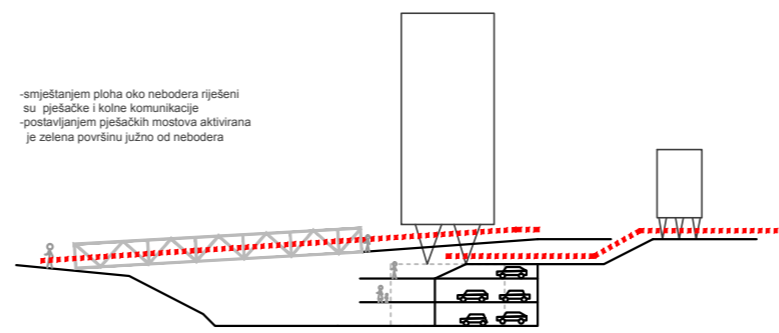 -smještanjem ploha oko nebodera riješeni
su pješačke i kolne komunikacije
-postavljanjem pješačkih mostova aktivirana
je zelena površinu južno od nebodera